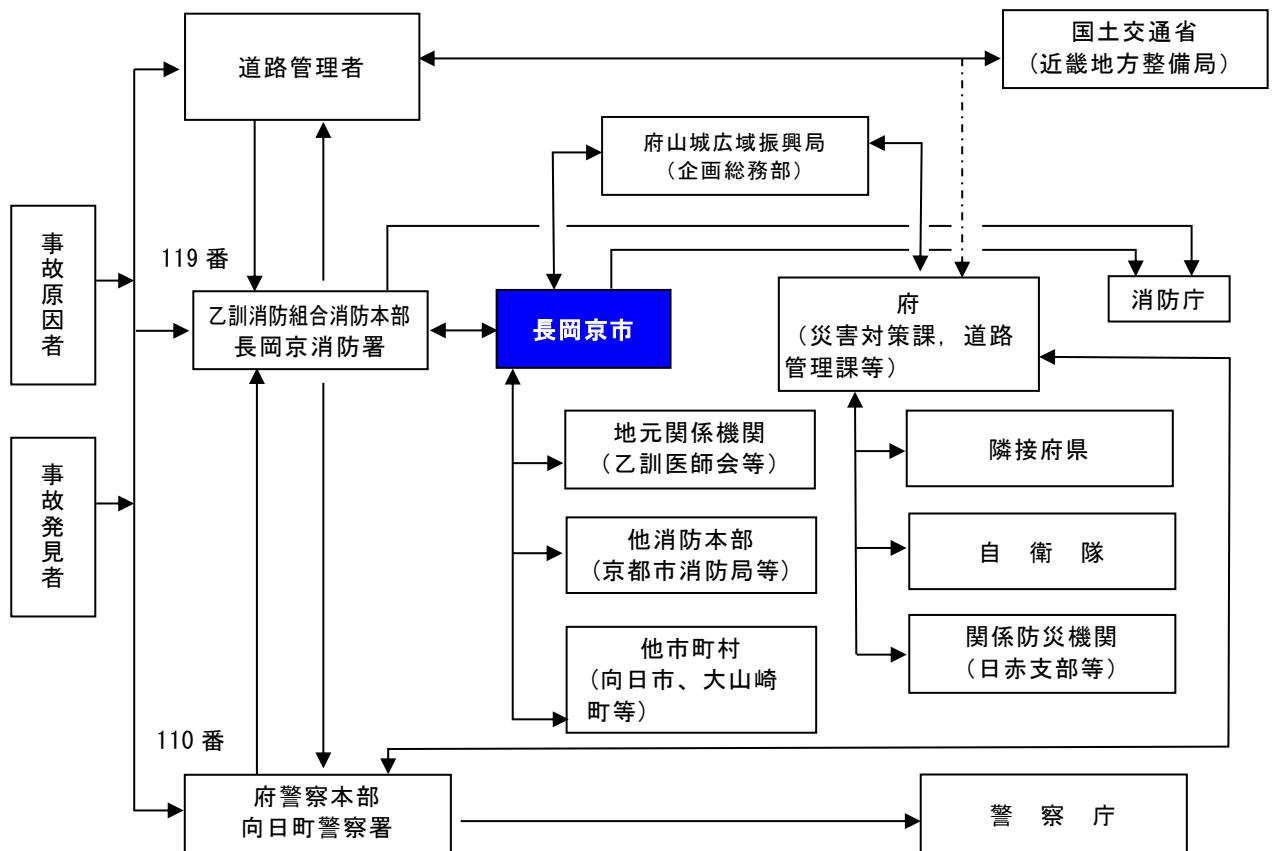 国土交通省
（近畿地方整備局）
道路管理者
府山城広域振興局
（企画総務部）
事故原因者
119 番
乙訓消防組合消防本部
長岡京消防署
長岡京市
府
（災害対策課，道路
管理課等）
消防庁
地元関係機関
（乙訓医師会等）
隣接府県
事故発見者
他消防本部
（京都市消防局等）
自　衛　隊
他市町村
（向日市、大山崎
町等）
関係防災機関
（日赤支部等）
110 番
府警察本部
向日町警察署
警　察　庁